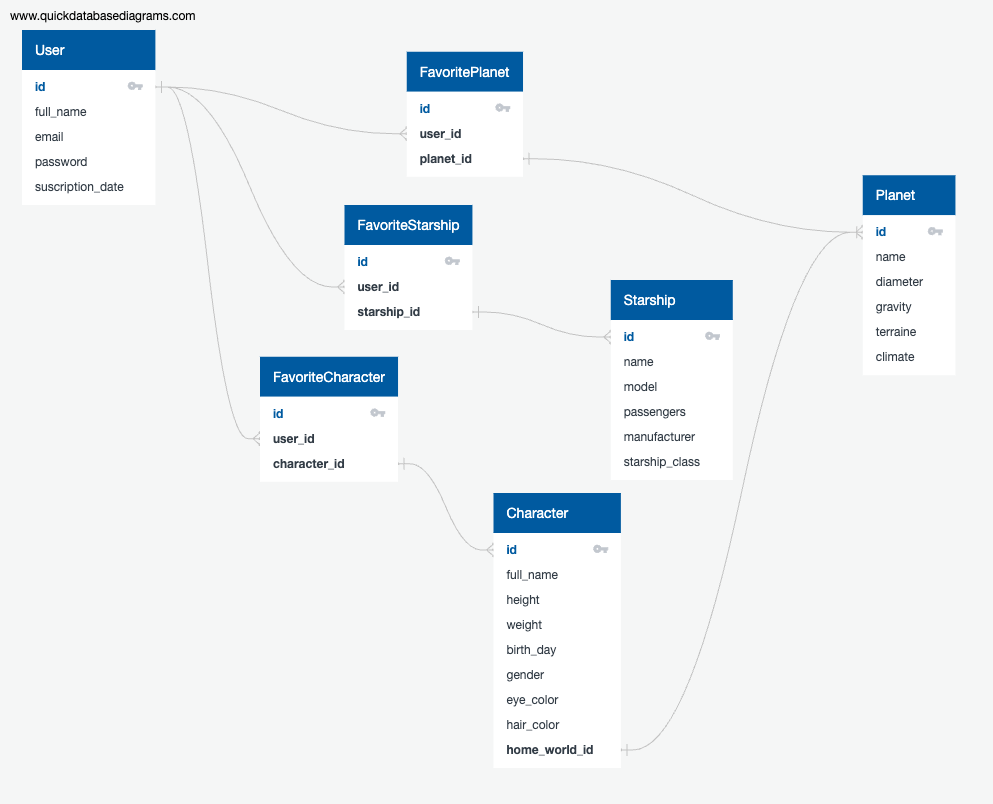 www.quickdatabasediagrams.com
User
id
full_name
email
password
suscription_date
FavoritePlanet
id
user_id
planet_id
Planet
id
name
diameter
gravity
terraine
climate
FavoriteStarship
id
user_id
starship_id
Starship
id
name
model
passengers
manufacturer
starship_class
FavoriteCharacter
id
user_id
character_id
Character
id
full_name
height
weight
birth_day
gender
eye_color
hair_color
home_world_id